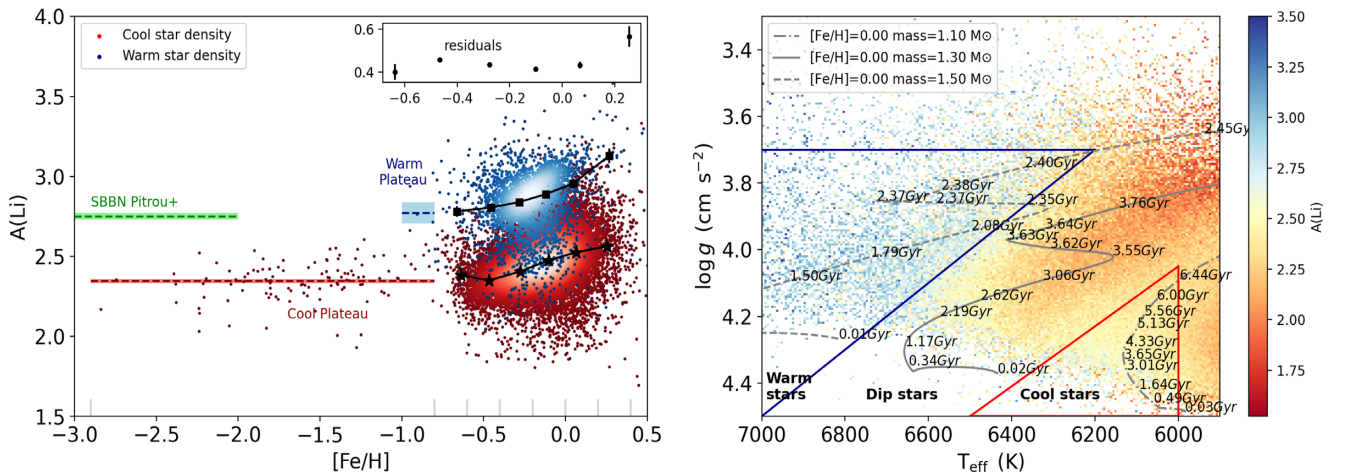 4.0
3.5
3.0
2.5
2.0
1.5
A(Li)
Cool star density
Warm star density
0.6
0.4
residuals
−0.6
−0.4
−0.2
0.0
0.2
Warm
Plateau
SBBN Pitrou+
Cool Plateau
−3.0
−2.5
−2.0
−1.5
−1.0
−0.5
0.0
0.5
[Fe/H]
3.4
3.6
3.8
4.0
4.2
4.4
log g (cm s⁻²)
[Fe/H]=0.00 mass=1.10 M⊙
[Fe/H]=0.00 mass=1.30 M⊙
[Fe/H]=0.00 mass=1.50 M⊙
2.45Gy
2.40Gyr
2.38Gyr
2.37Gyr
2.37Gyr
2.35Gyr
3.76Gyr
2.08Gyr
3.64Gyr
3.63Gyr
3.62Gyr
3.55Gyr
1.79Gyr
1.50Gyr
3.06Gyr
6.44Gyr
2.62Gyr
6.00Gyr
2.19Gyr
5.56Gyr
5.13Gyr
0.01Gyr
1.17Gyr
4.33Gyr
3.65Gyr
0.34Gyr
3.01Gyr
0.02Gyr
1.64Gyr
0.49Gyr
0.03Gyr
Warm
stars
Dip stars
Cool stars
7000
6800
6600
6400
6200
6000
Teff (K)
3.50
3.25
3.00
2.75
2.50
2.25
2.00
1.75
A(Li)